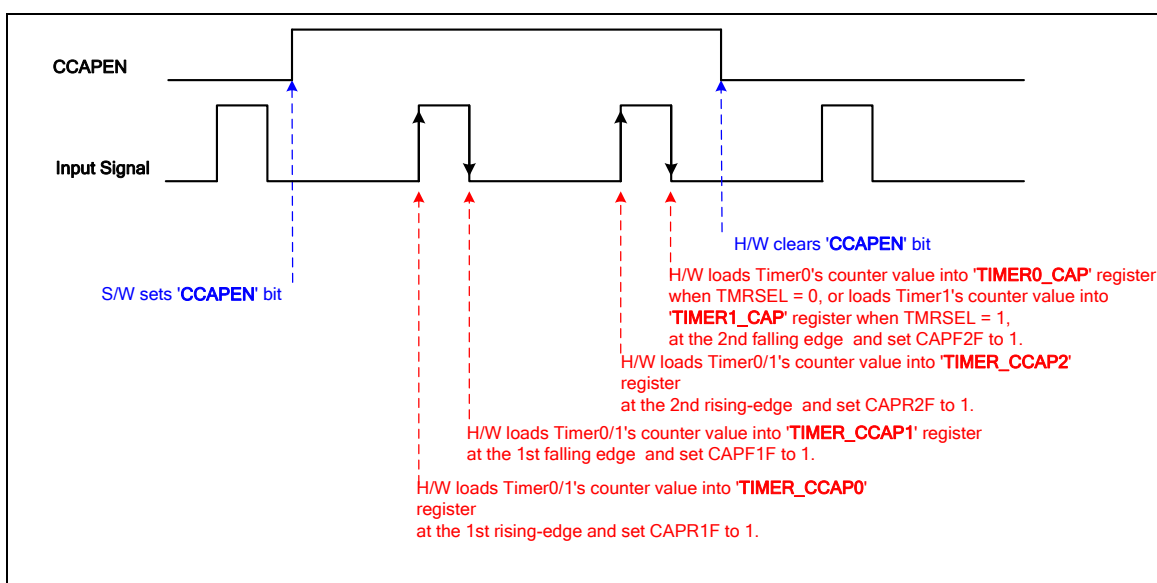 CCAPEN
Input Signal
H/W clears 'CCAPEN' bit
S/W sets 'CCAPEN' bit
H/W loads Timer0's counter value into 'TIMER0_CAP' register
when TMRSEL = 0, or loads Timer1's counter value into
'TIMER1_CAP' register when TMRSEL = 1,
at the 2nd falling edge and set CAPF2F to 1.
H/W loads Timer0/1's counter value into 'TIMER_CCAP2'
register
at the 2nd rising-edge and set CAPR2F to 1.
H/W loads Timer0/1's counter value into 'TIMER_CCAP1' register
at the 1st falling edge and set CAPF1F to 1.
H/W loads Timer0/1's counter value into 'TIMER_CCAP0'
register
at the 1st rising-edge and set CAPR1F to 1.